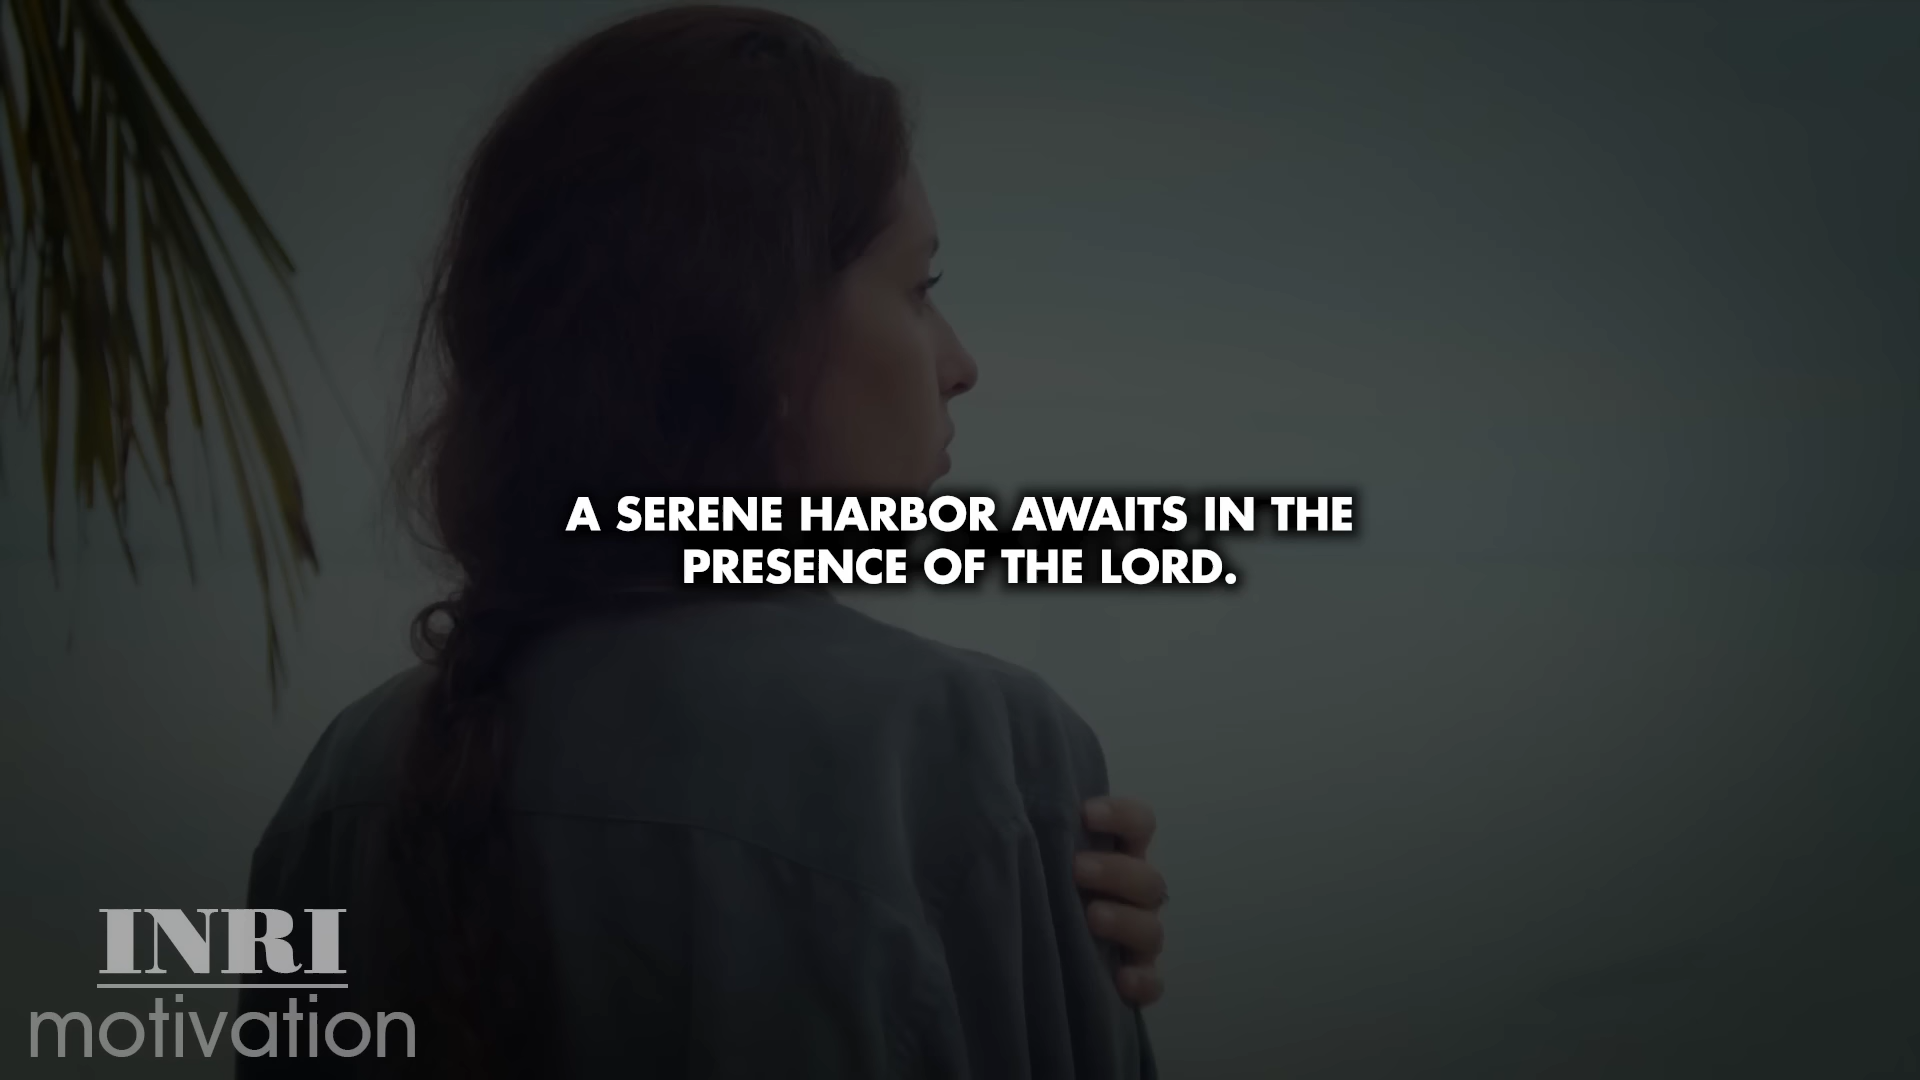 A SERENE HARBOR AWAITS IN THE
PRESENCE OF THE LORD.
INRI
motivation